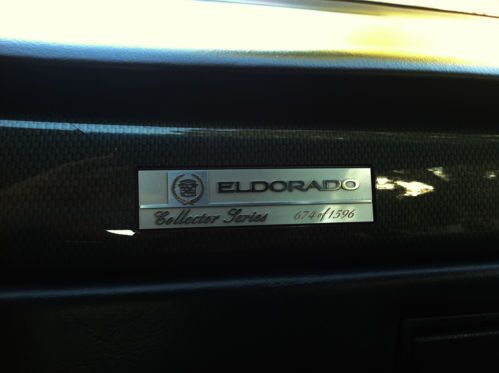 ELDORADO
Collector Series 674 of 1596